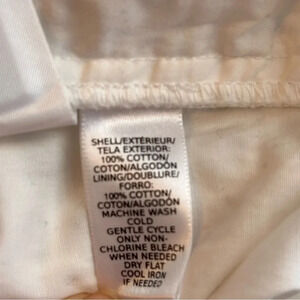 SHELL/EXTÉRIEUR/
TELA EXTERIOR:
100% COTTON/
COTON/ALGODÓN
LINING/DOUBLURE/
FORRO:
100% COTTON/
COTON/ALGODÓN
MACHINE WASH
COLD
GENTLE CYCLE
ONLY NON-
CHLORINE BLEACH
WHEN NEEDED
DRY FLAT
COOL IRON
IF NEEDED